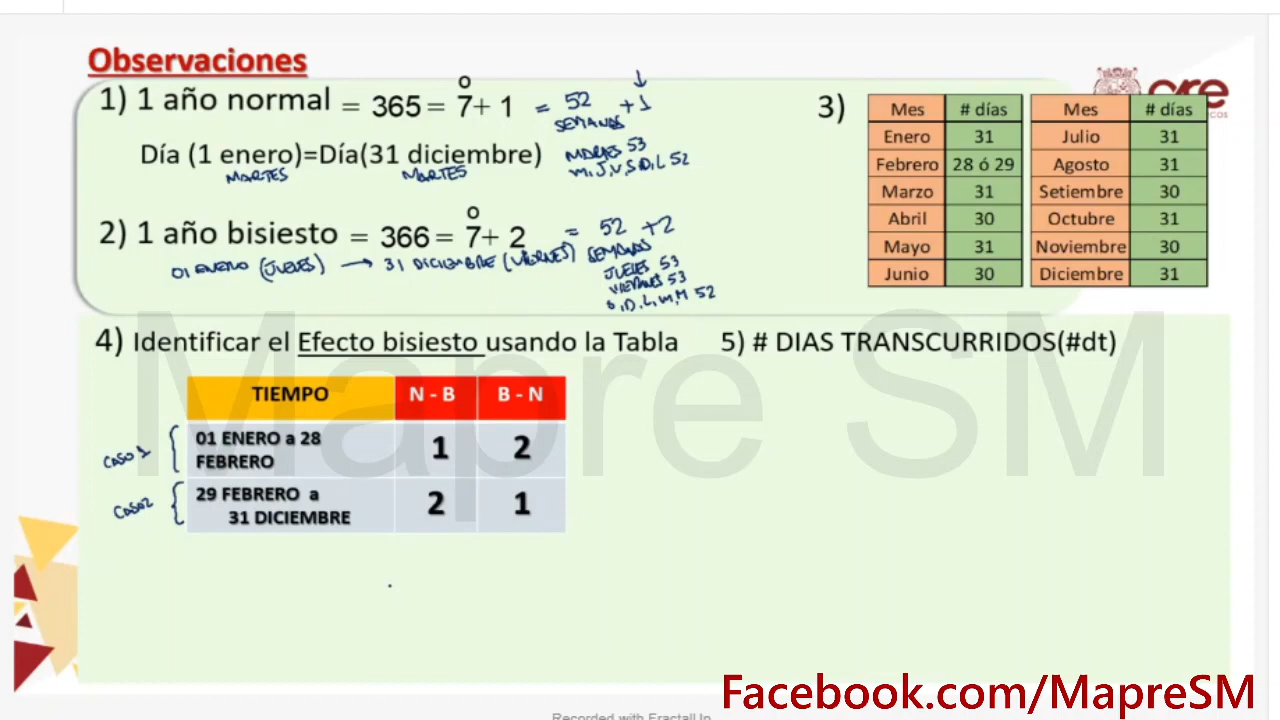 Observaciones
1) 1 año normal = 365 = 7̊ + 1 = 52 SEMANAS + 1
Día (1 enero)=Día(31 diciembre)
MARTES MARTES
MARTES 53
M, J, V, S, D, L 52
2) 1 año bisiesto = 366 = 7̊ + 2 = 52 SEMANAS + 2
01 ENERO (JUEVES) → 31 DICIEMBRE (VIERNES)
JUEVES 53
VIERNES 53
S, D, L, M, M 52
3)
Mes # días Mes # días
Enero 31 Julio 31
Febrero 28 ó 29 Agosto 31
Marzo 31 Setiembre 30
Abril 30 Octubre 31
Mayo 31 Noviembre 30
Junio 30 Diciembre 31
4) Identificar el Efecto bisiesto usando la Tabla
TIEMPO N - B B - N
CASO 1 01 ENERO a 28 FEBRERO 1 2
CASO 2 29 FEBRERO a 31 DICIEMBRE 2 1
5) # DIAS TRANSCURRIDOS(#dt)
Mapre SM
Facebook.com/MapreSM